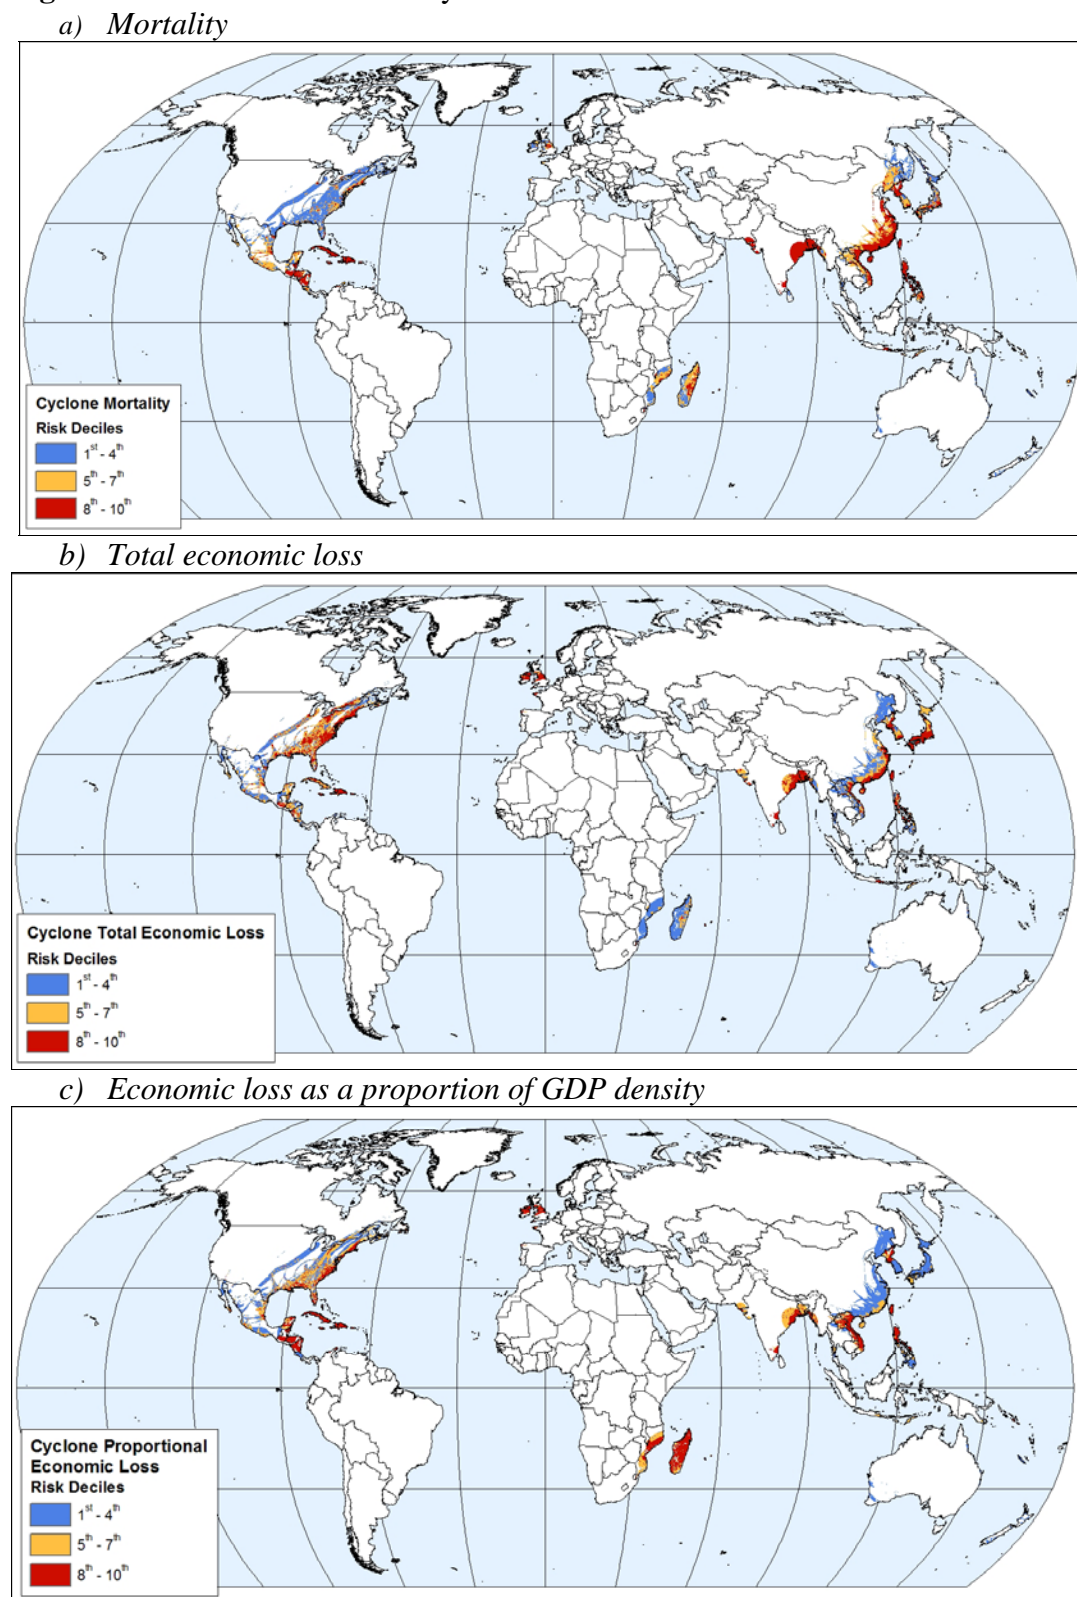 a) Mortality
Cyclone Mortality
Risk Deciles
1st - 4th
5th - 7th
8th - 10th
b) Total economic loss
Cyclone Total Economic Loss
Risk Deciles
1st - 4th
5th - 7th
8th - 10th
c) Economic loss as a proportion of GDP density
Cyclone Proportional
Economic Loss
Risk Deciles
1st - 4th
5th - 7th
8th - 10th